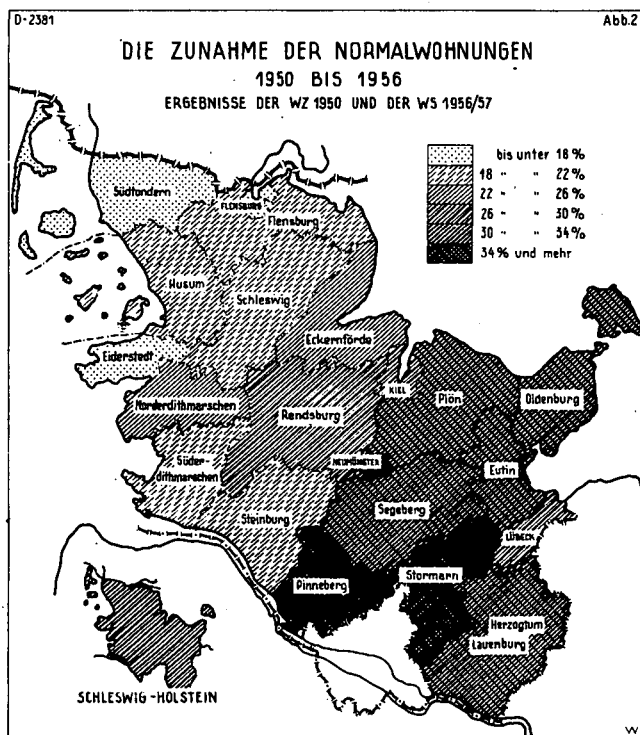 D-2381
Abb.2
DIE ZUNAHME DER NORMALWOHNUNGEN
1950 BIS 1956
ERGEBNISSE DER WZ 1950 UND DER WS 1956/57
bis unter 18 %
18 " " 22 %
22 " " 26 %
26 " " 30 %
30 " " 34 %
34 % und mehr
Südtondern
FLENSBURG
Flensburg
Husum
Schleswig
Eiderstedt
Eckernförde
Norderdithmarschen
Rendsburg
KIEL
Plön
Oldenburg
Süder-
dithmarschen
NEUMÜNSTER
Eutin
Steinburg
Segeberg
LÜBECK
Pinneberg
Stormarn
Herzogtum
Lauenburg
SCHLESWIG-HOLSTEIN
W